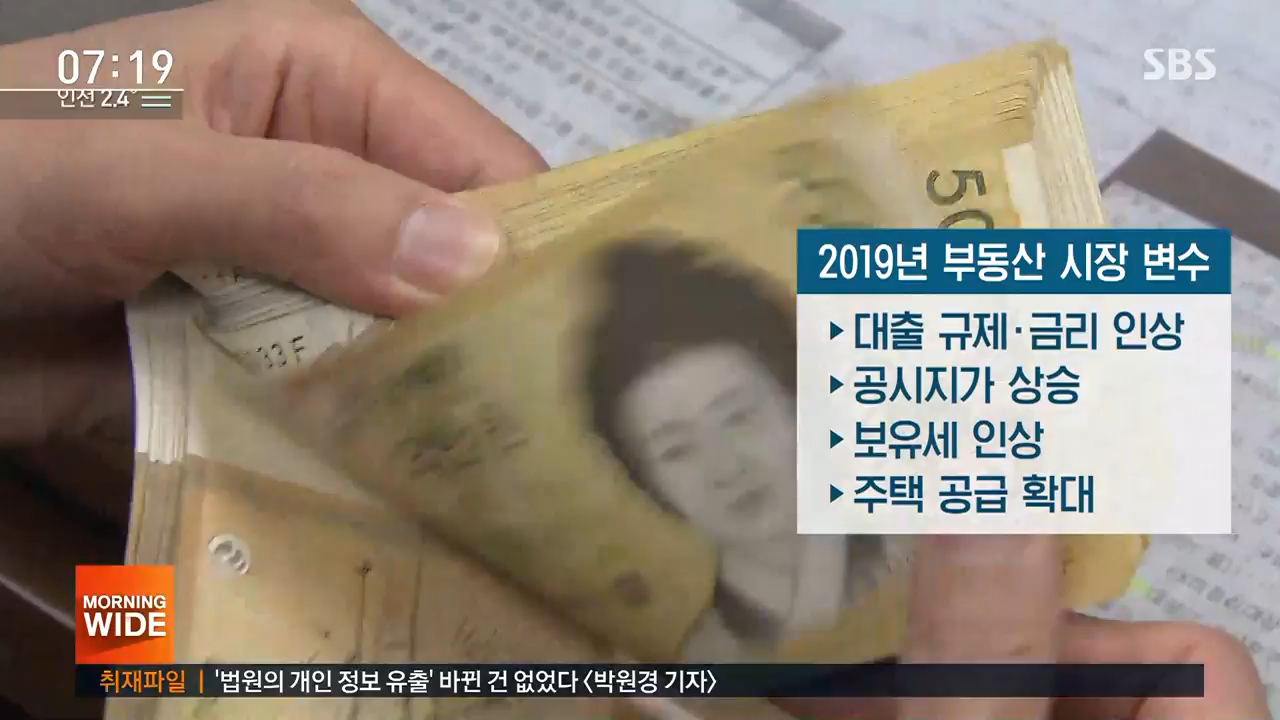 07:19
인천 2.4°
SBS
50
33 F
2019년 부동산 시장 변수
▸대출 규제·금리 인상
▸공시지가 상승
▸보유세 인상
▸주택 공급 확대
MORNING
WIDE
취재파일 | '법원의 개인 정보 유출' 바뀐 건 없었다 <박원경 기자>